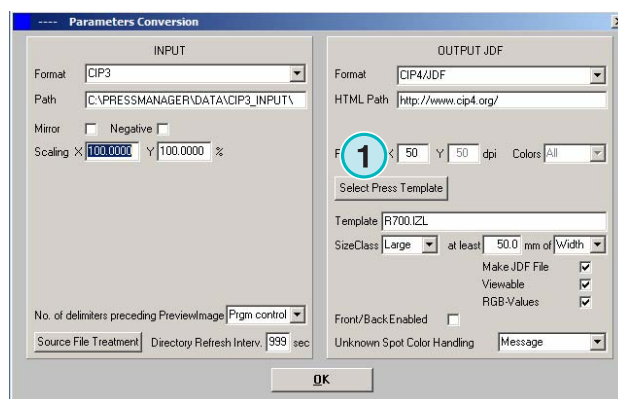 ---- Parameters Conversion
INPUT
Format CIP3
Path C:\PRESSMANAGER\DATA\CIP3_INPUT\
Mirror Negative
Scaling X 100.0000 Y 100.0000 %
No. of delimiters preceding PreviewImage Prgm control
Source File Treatment Directory Refresh Interv. 999 sec
OUTPUT JDF
Format CIP4/JDF
HTML Path http://www.cip4.org/
1 50 Y 50 dpi Colors All
Select Press Template
Template R700.IZL
SizeClass Large at least 50.0 mm of Width
Make JDF File
Viewable
RGB-Values
Front/Back Enabled
Unknown Spot Color Handling Message
OK